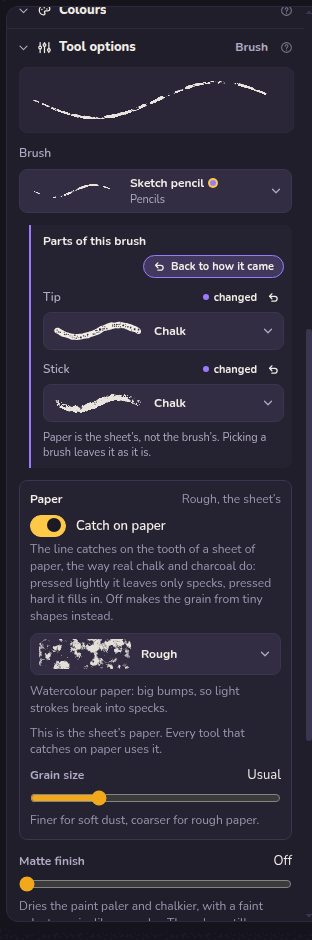 Colours
Tool options
Brush
Brush
Sketch pencil
Pencils
Parts of this brush
Back to how it came
Tip
changed
Chalk
Stick
changed
Chalk
Paper is the sheet's, not the brush's. Picking a
brush leaves it as it is.
Paper
Rough, the sheet's
Catch on paper
The line catches on the tooth of a sheet of
paper, the way real chalk and charcoal do:
pressed lightly it leaves only specks, pressed
hard it fills in. Off makes the grain from tiny
shapes instead.
Rough
Watercolour paper: big bumps, so light
strokes break into specks.
This is the sheet's paper. Every tool that
catches on paper uses it.
Grain size
Usual
Finer for soft dust, coarser for rough paper.
Matte finish
Off
Dries the paint paler and chalkier, with a faint